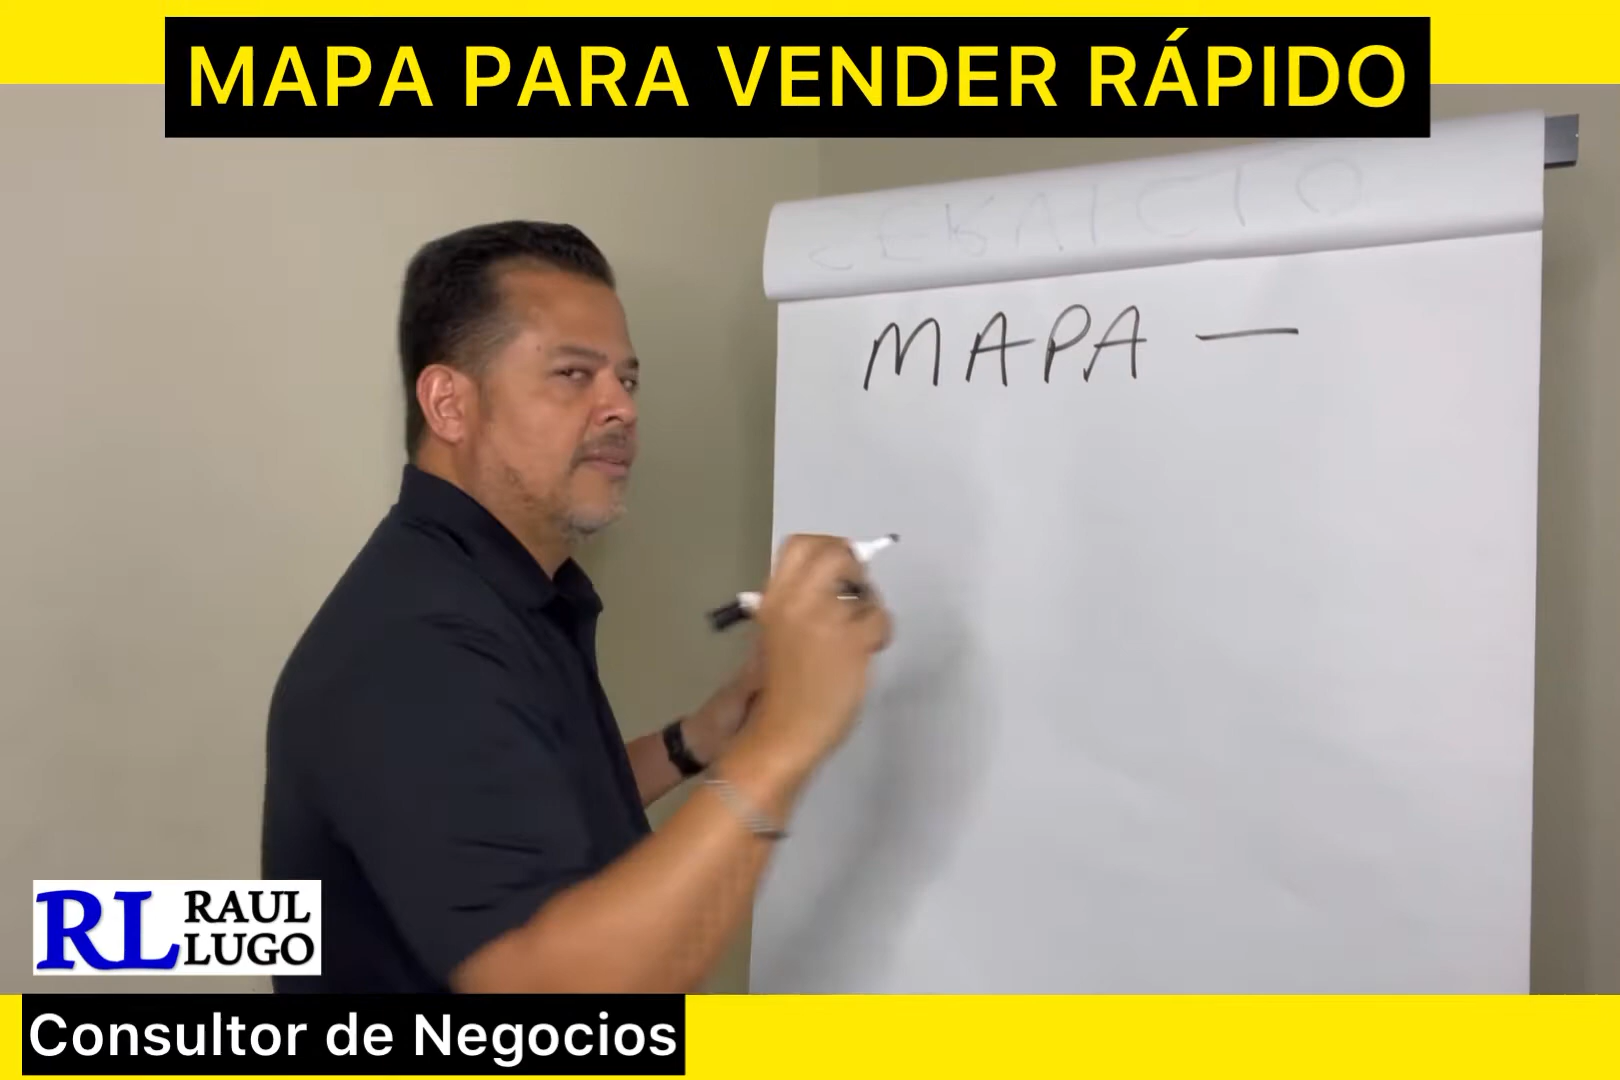 MAPA PARA VENDER RÁPIDO
MAPA —
RL RAUL
LUGO
Consultor de Negocios